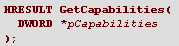 HRESULT GetCapabilities(
DWORD *pCapabilities
);